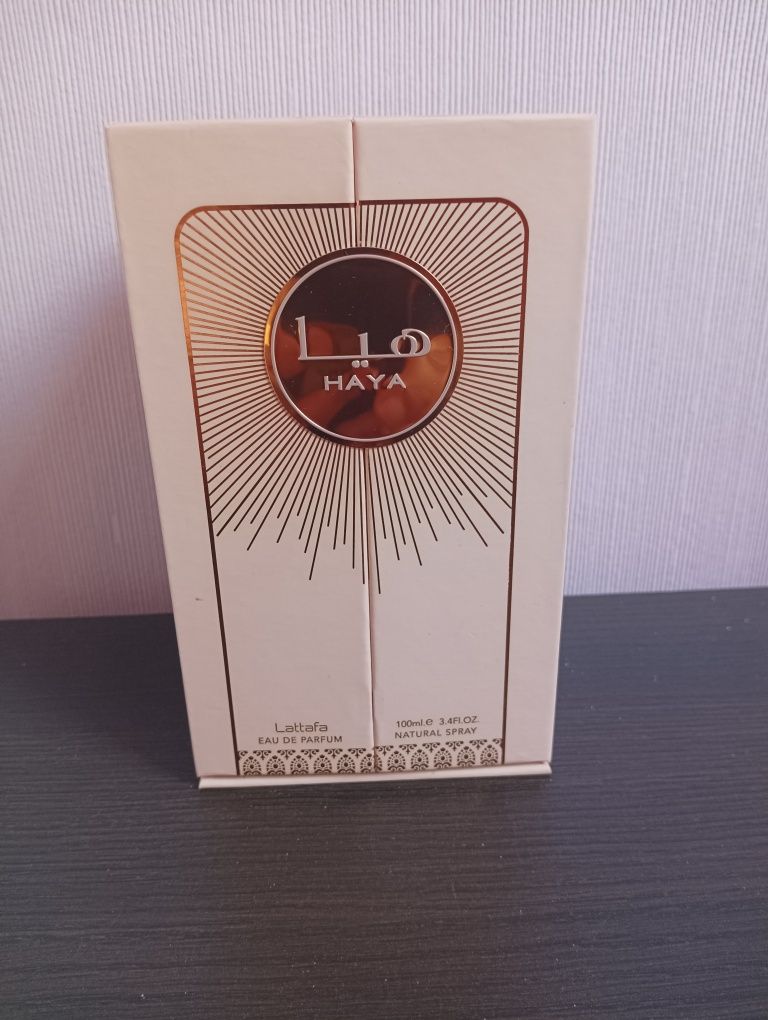 هيا
HAYA
Lattafa
EAU DE PARFUM
100ml.e 3.4Fl.OZ.
NATURAL SPRAY